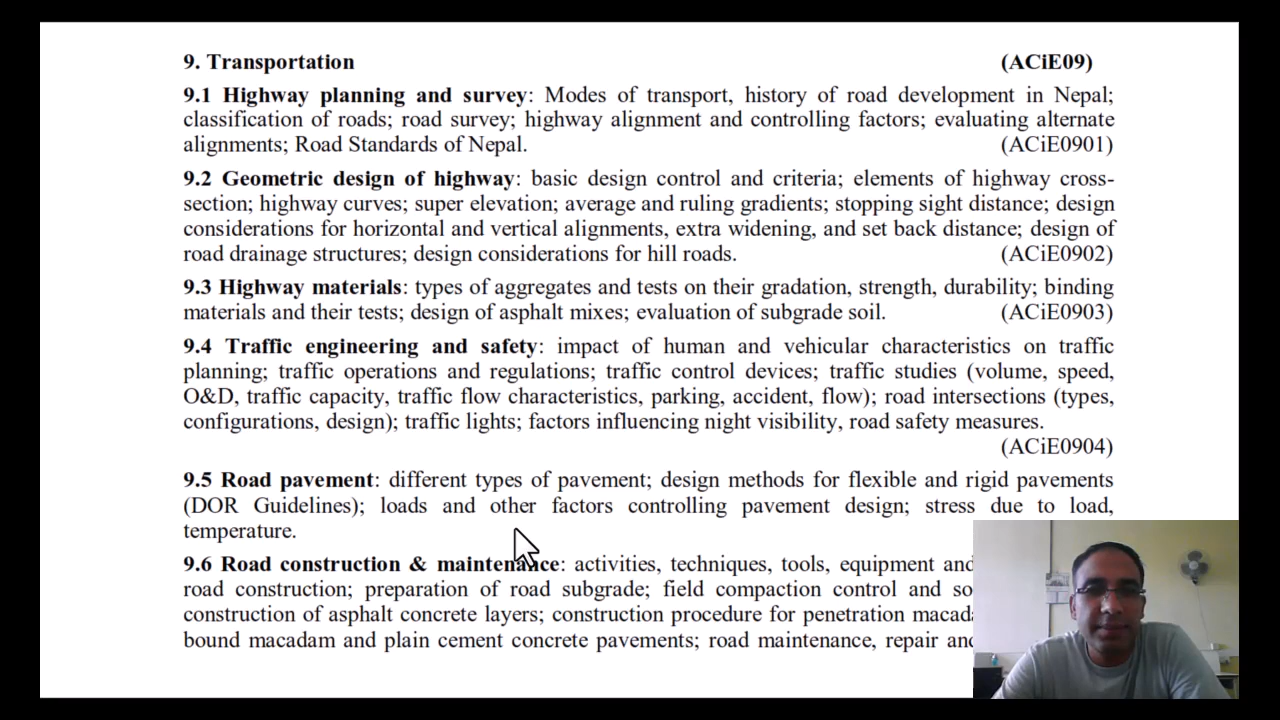 9. Transportation (ACiE09)
9.1 Highway planning and survey: Modes of transport, history of road development in Nepal;
classification of roads; road survey; highway alignment and controlling factors; evaluating alternate
alignments; Road Standards of Nepal. (ACiE0901)
9.2 Geometric design of highway: basic design control and criteria; elements of highway cross-
section; highway curves; super elevation; average and ruling gradients; stopping sight distance; design
considerations for horizontal and vertical alignments, extra widening, and set back distance; design of
road drainage structures; design considerations for hill roads. (ACiE0902)
9.3 Highway materials: types of aggregates and tests on their gradation, strength, durability; binding
materials and their tests; design of asphalt mixes; evaluation of subgrade soil. (ACiE0903)
9.4 Traffic engineering and safety: impact of human and vehicular characteristics on traffic
planning; traffic operations and regulations; traffic control devices; traffic studies (volume, speed,
O&D, traffic capacity, traffic flow characteristics, parking, accident, flow); road intersections (types,
configurations, design); traffic lights; factors influencing night visibility, road safety measures.
(ACiE0904)
9.5 Road pavement: different types of pavement; design methods for flexible and rigid pavements
(DOR Guidelines); loads and other factors controlling pavement design; stress due to load,
temperature.
9.6 Road construction & maintenance: activities, techniques, tools, equipment and
road construction; preparation of road subgrade; field compaction control and so
construction of asphalt concrete layers; construction procedure for penetration macada
bound macadam and plain cement concrete pavements; road maintenance, repair and